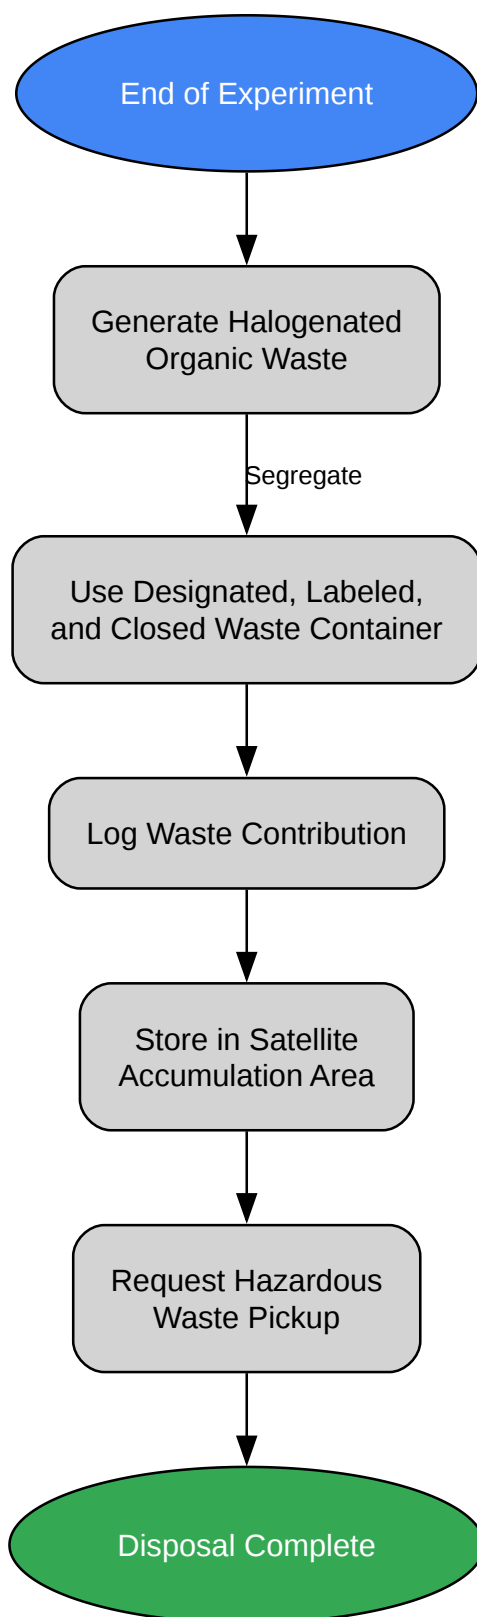 End of Experiment
Generate Halogenated
Organic Waste
Segregate
Use Designated, Labeled,
and Closed Waste Container
Log Waste Contribution
Store in Satellite
Accumulation Area
Request Hazardous
Waste Pickup
Disposal Complete